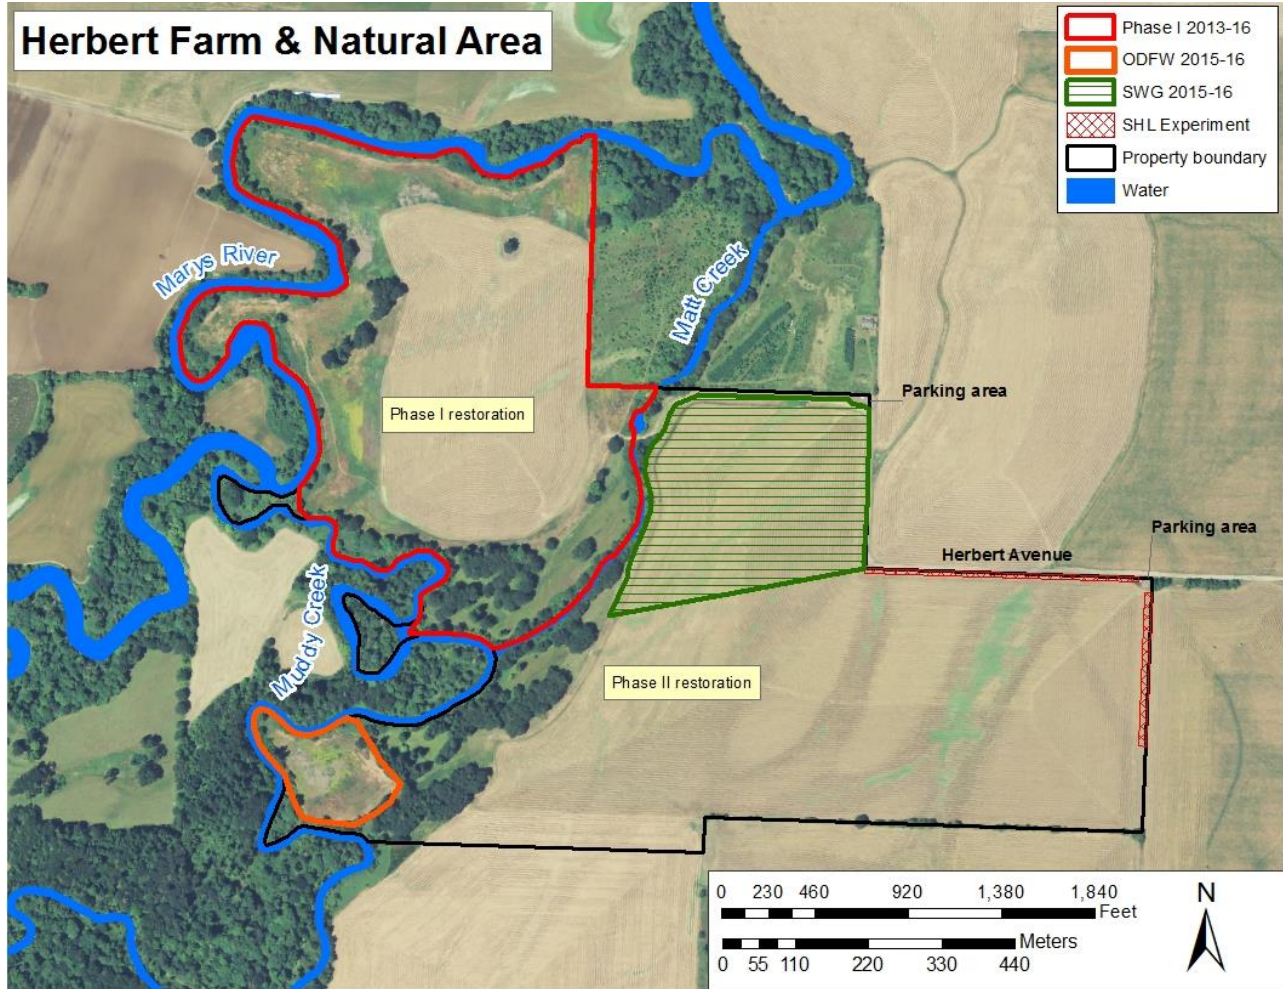 Herbert Farm & Natural Area
Phase I 2013-16
ODFW 2015-16
SWG 2015-16
SHL Experiment
Property boundary
Water
Marys River
Matt Creek
Parking area
Phase I restoration
Parking area
Herbert Avenue
Muddy Creek
Phase II restoration
0 230 460 920 1,380 1,840
Feet
Meters
0 55 110 220 330 440
N